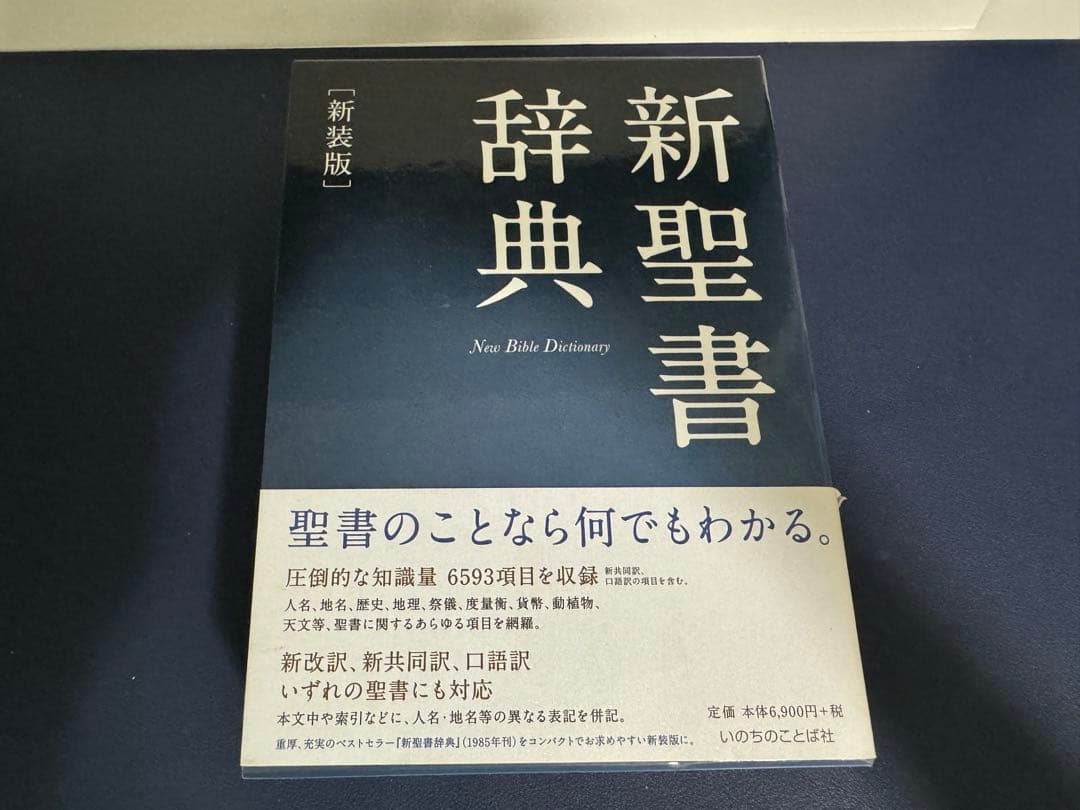 新聖書
辞典
New Bible Dictionary
[新装版]
聖書のことなら何でもわかる。
圧倒的な知識量 6593項目を収録 新共同訳、
口語訳の項目を含む。
人名、地名、歴史、地理、祭儀、度量衡、貨幣、動植物、
天文等、聖書に関するあらゆる項目を網羅。
新改訳、新共同訳、口語訳
いずれの聖書にも対応
本文中や索引などに、人名・地名等の異なる表記を併記。
重厚、充実のベストセラー『新聖書辞典』(1985年刊)をコンパクトでお求めやすい新装版に。
定価 本体6,900円+税
いのちのことば社